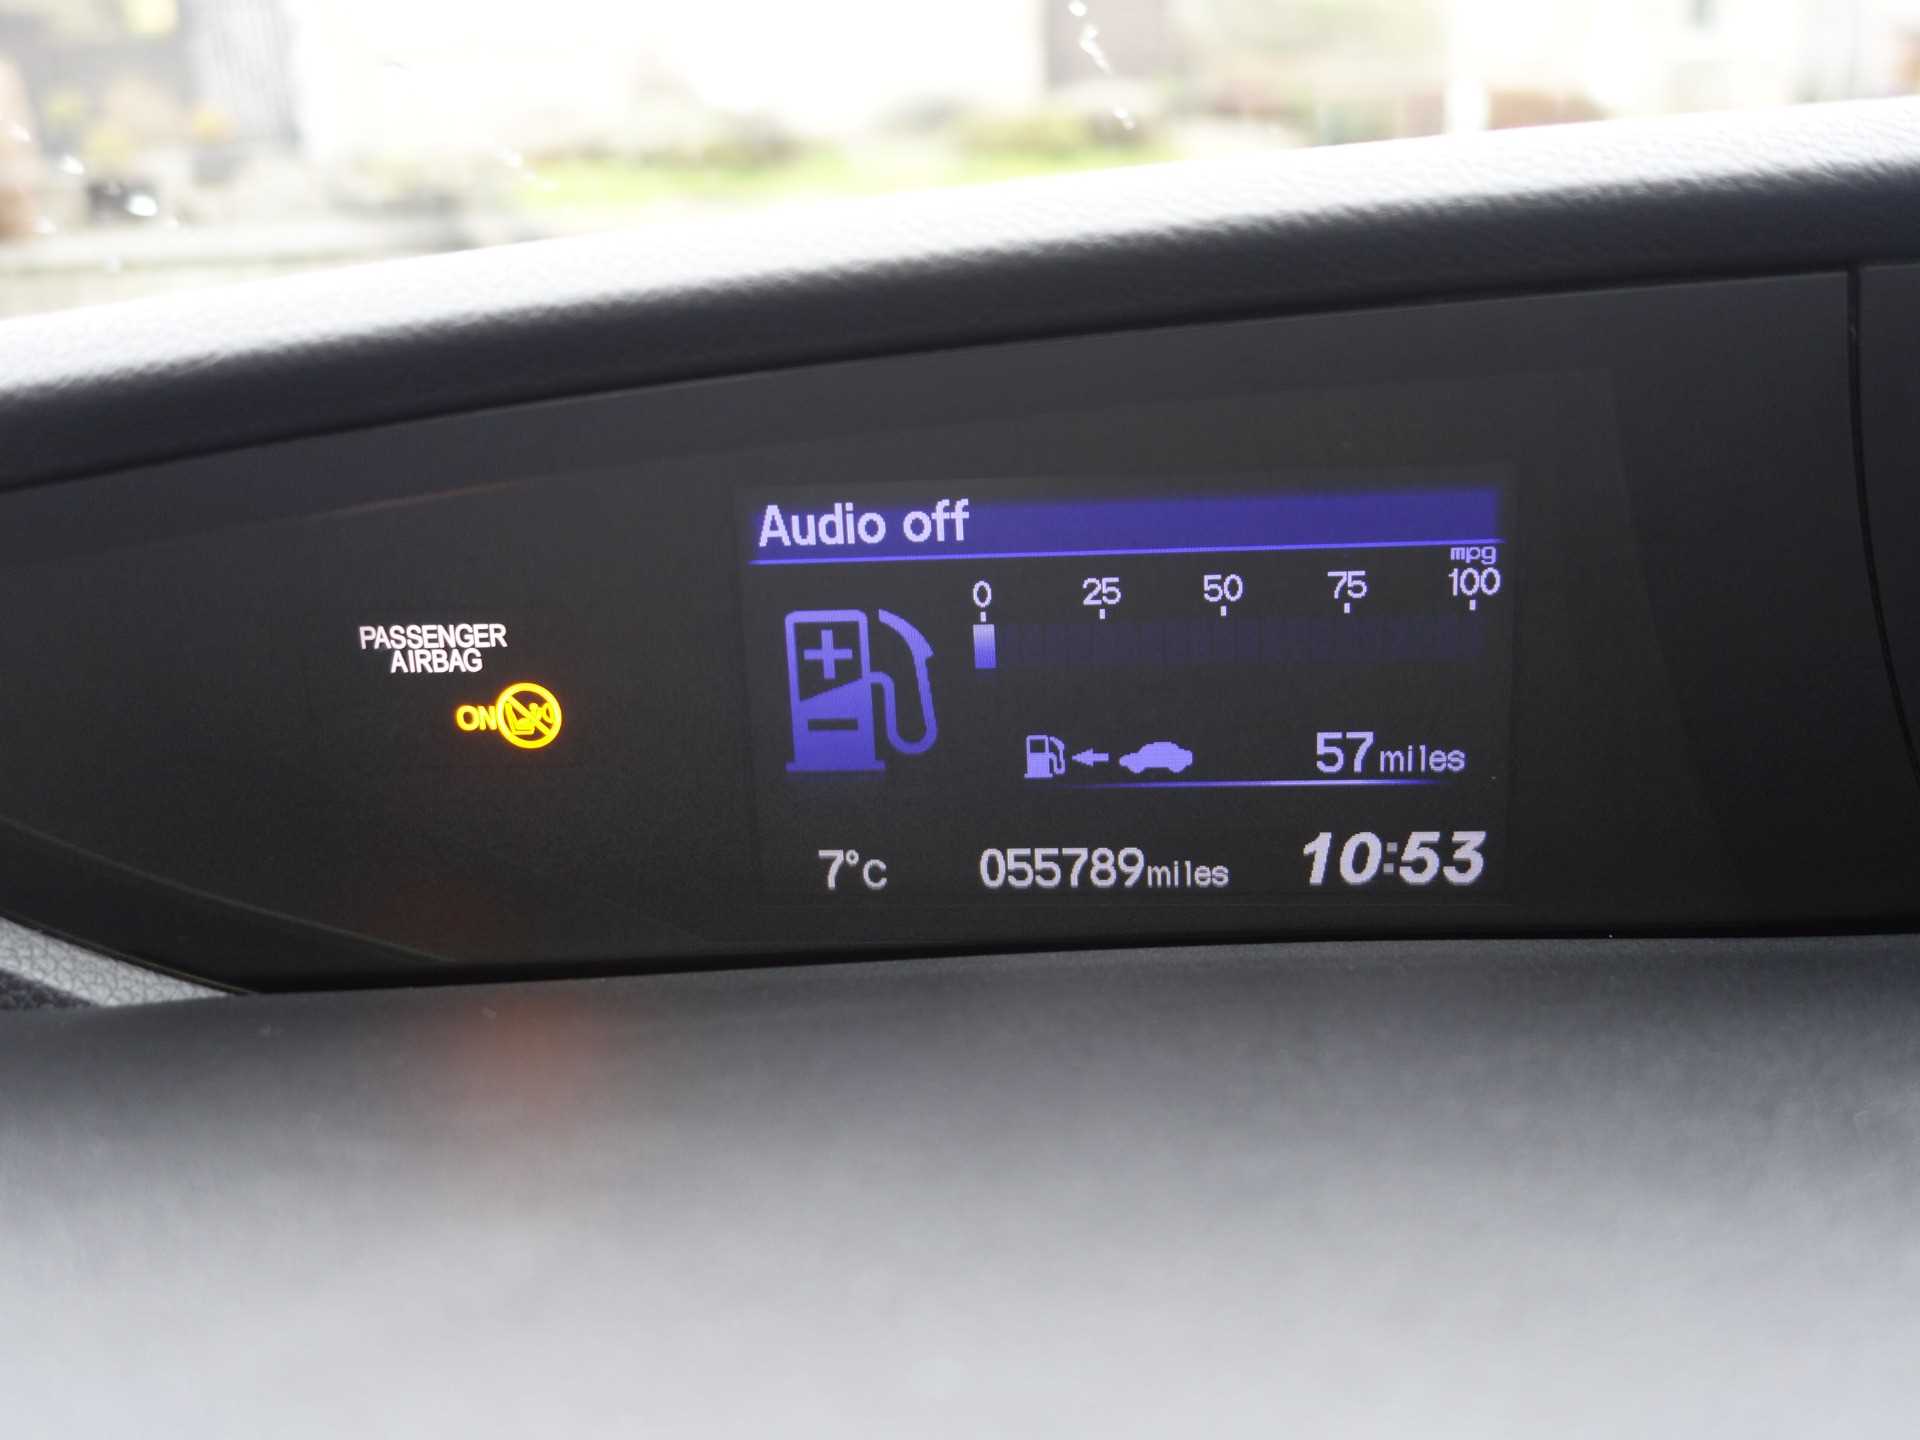 Audio off
mpg
0 25 50 75 100
PASSENGER
AIRBAG
ON
57 miles
7°C 055789 miles 10:53